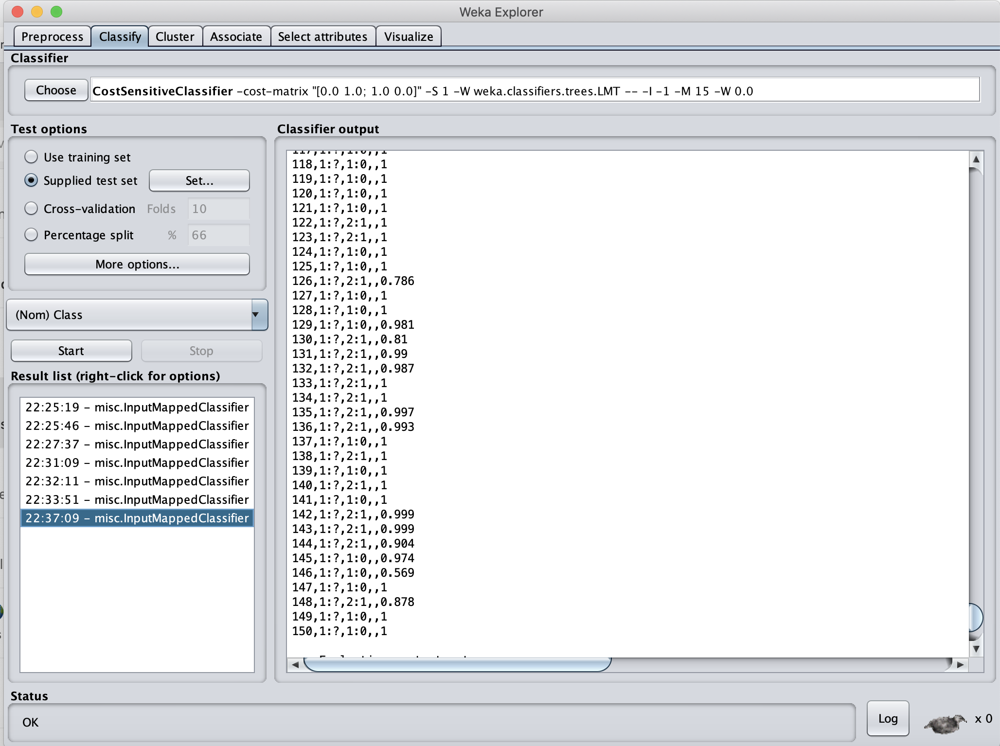 Weka Explorer
Preprocess Classify Cluster Associate Select attributes Visualize
Classifier
Choose CostSensitiveClassifier -cost-matrix "[0.0 1.0; 1.0 0.0]" -S 1 -W weka.classifiers.trees.LMT -- -I -1 -M 15 -W 0.0
Test options
Use training set
Supplied test set Set...
Cross-validation Folds 10
Percentage split % 66
More options...
(Nom) Class
Start Stop
Result list (right-click for options)
22:25:19 - misc.InputMappedClassifier
22:25:46 - misc.InputMappedClassifier
22:27:37 - misc.InputMappedClassifier
22:31:09 - misc.InputMappedClassifier
22:32:11 - misc.InputMappedClassifier
22:33:51 - misc.InputMappedClassifier
22:37:09 - misc.InputMappedClassifier
Classifier output
117,1:?,1:0,,1
118,1:?,1:0,,1
119,1:?,1:0,,1
120,1:?,1:0,,1
121,1:?,1:0,,1
122,1:?,2:1,,1
123,1:?,2:1,,1
124,1:?,1:0,,1
125,1:?,1:0,,1
126,1:?,2:1,,0.786
127,1:?,1:0,,1
128,1:?,1:0,,1
129,1:?,1:0,,0.981
130,1:?,2:1,,0.81
131,1:?,2:1,,0.99
132,1:?,2:1,,0.987
133,1:?,2:1,,1
134,1:?,2:1,,1
135,1:?,2:1,,0.997
136,1:?,2:1,,0.993
137,1:?,1:0,,1
138,1:?,2:1,,1
139,1:?,1:0,,1
140,1:?,2:1,,1
141,1:?,1:0,,1
142,1:?,2:1,,0.999
143,1:?,2:1,,0.999
144,1:?,2:1,,0.904
145,1:?,1:0,,0.974
146,1:?,1:0,,0.569
147,1:?,1:0,,1
148,1:?,2:1,,0.878
149,1:?,1:0,,1
150,1:?,1:0,,1
Status
OK
Log x 0